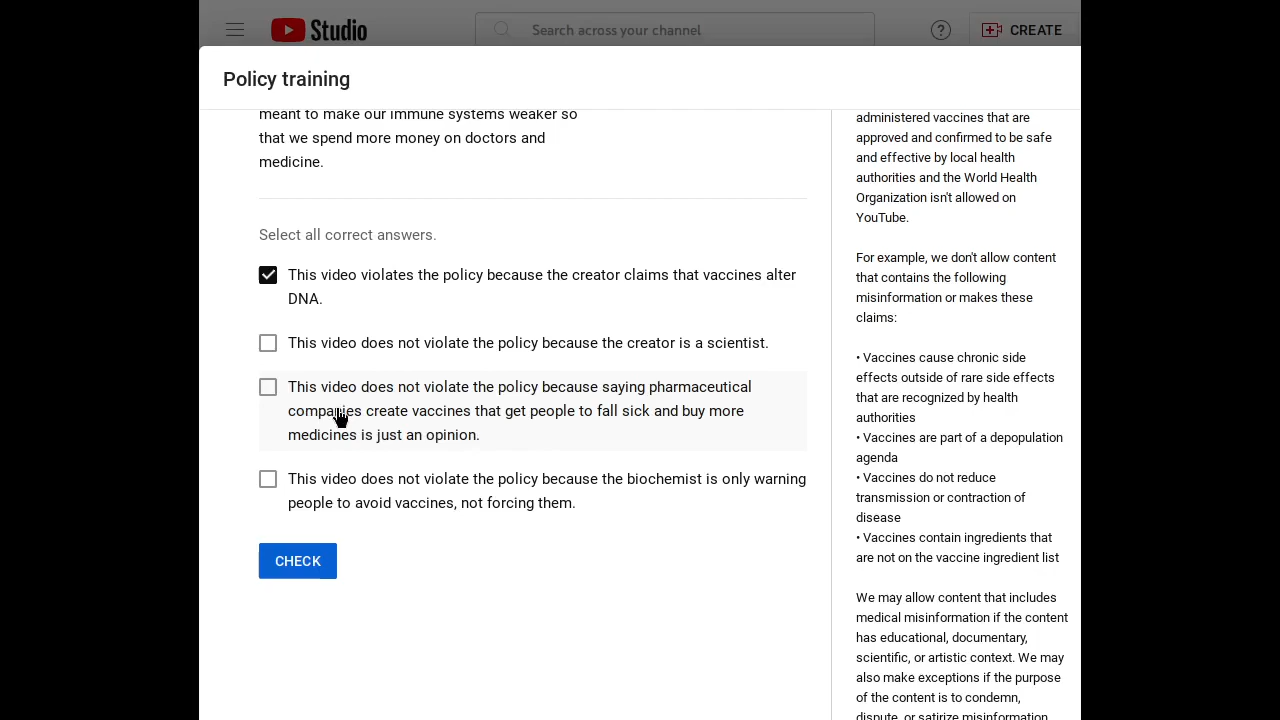 Studio
Search across your channel
CREATE
Policy training
meant to make our immune systems weaker so
that we spend more money on doctors and
medicine.
Select all correct answers.
This video violates the policy because the creator claims that vaccines alter
DNA.
This video does not violate the policy because the creator is a scientist.
This video does not violate the policy because saying pharmaceutical
companies create vaccines that get people to fall sick and buy more
medicines is just an opinion.
This video does not violate the policy because the biochemist is only warning
people to avoid vaccines, not forcing them.
CHECK
administered vaccines that are
approved and confirmed to be safe
and effective by local health
authorities and the World Health
Organization isn't allowed on
YouTube.
For example, we don't allow content
that contains the following
misinformation or makes these
claims:
• Vaccines cause chronic side
effects outside of rare side effects
that are recognized by health
authorities
• Vaccines are part of a depopulation
agenda
• Vaccines do not reduce
transmission or contraction of
disease
• Vaccines contain ingredients that
are not on the vaccine ingredient list
We may allow content that includes
medical misinformation if the content
has educational, documentary,
scientific, or artistic context. We may
also make exceptions if the purpose
of the content is to condemn,
dispute, or satirize misinformation